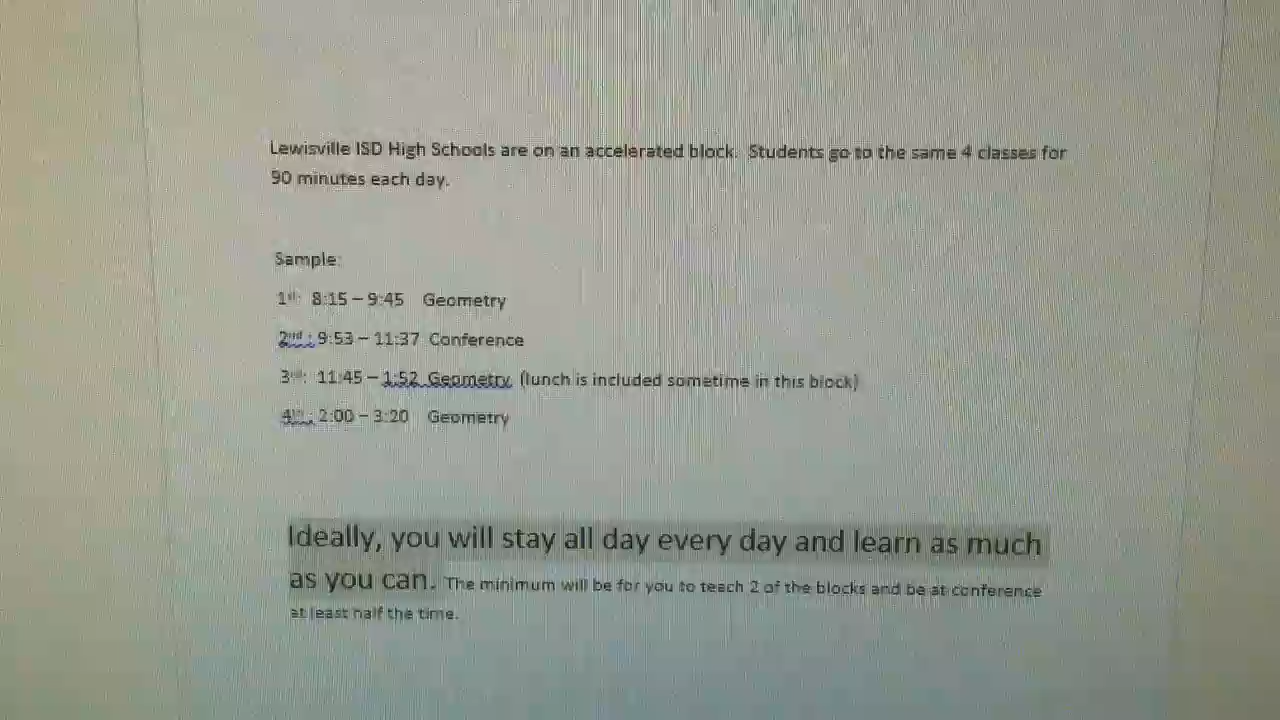 Lewisville ISD High Schools are on an accelerated block. Students go to the same 4 classes for
90 minutes each day.
Sample:
1st: 8:15 – 9:45 Geometry
2nd : 9:53 – 11:37 Conference
3rd: 11:45 – 1:52 Geometry (lunch is included sometime in this block)
4th : 2:00 – 3:20 Geometry
Ideally, you will stay all day every day and learn as much
as you can. The minimum will be for you to teach 2 of the blocks and be at conference
at least half the time.